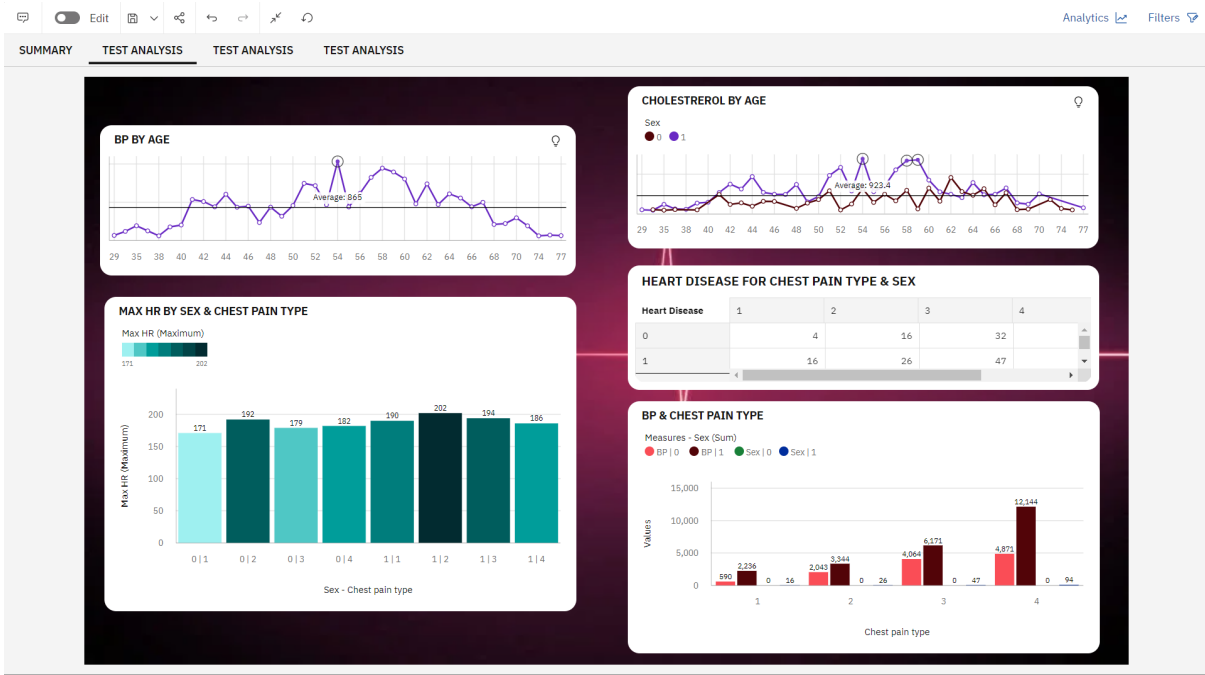 Edit
Analytics
Filters
SUMMARY TEST ANALYSIS TEST ANALYSIS TEST ANALYSIS
BP BY AGE
Average: 865
29 35 38 40 42 44 46 48 50 52 54 56 58 60 62 64 66 68 70 74 77
CHOLESTREROL BY AGE
Sex
0 1
Average: 923.4
29 35 38 40 42 44 46 48 50 52 54 56 58 60 62 64 66 68 70 74 77
MAX HR BY SEX & CHEST PAIN TYPE
Max HR (Maximum)
171 202
Max HR (Maximum)
200
150
100
50
0
171 192 179 182 190 202 194 186
0 | 1 0 | 2 0 | 3 0 | 4 1 | 1 1 | 2 1 | 3 1 | 4
Sex - Chest pain type
HEART DISEASE FOR CHEST PAIN TYPE & SEX
Heart Disease 1 2 3 4
0 4 16 32
1 16 26 47
BP & CHEST PAIN TYPE
Measures - Sex (Sum)
BP | 0 BP | 1 Sex | 0 Sex | 1
Values
15,000
10,000
5,000
0
590 2,236 0 16 2,043 3,344 0 26 4,064 6,171 0 47 4,871 12,144 0 94
1 2 3 4
Chest pain type